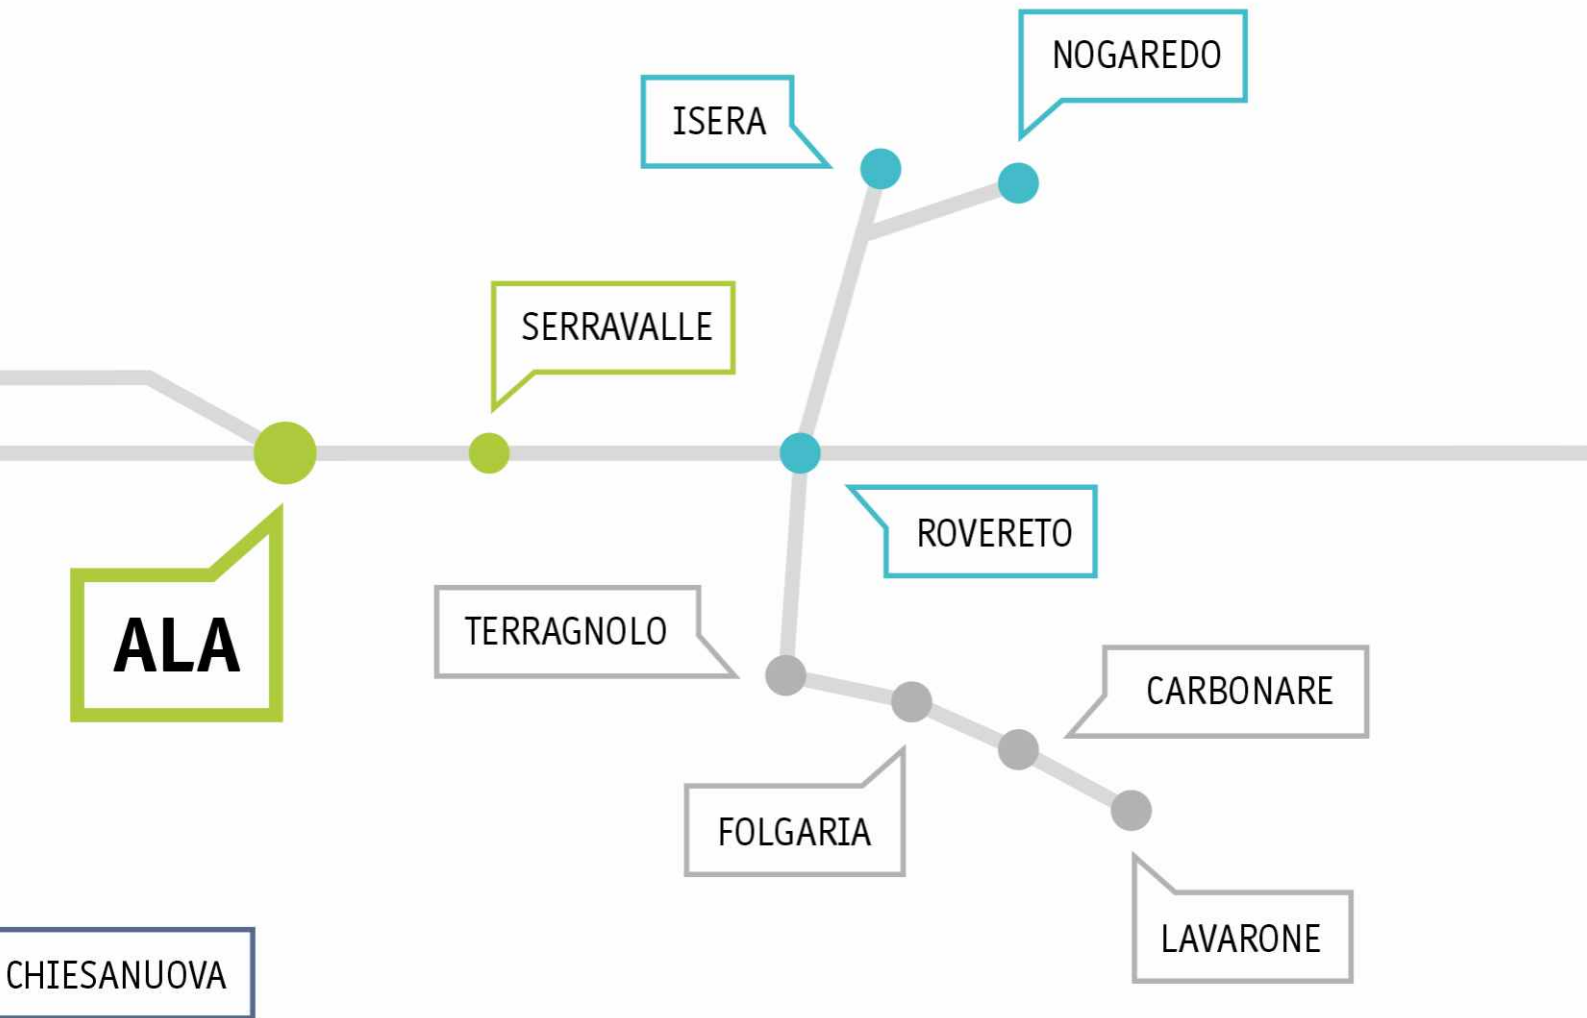 NOGAREDO
ISERA
SERRAVALLE
ROVERETO
ALA
TERRAGNOLO
CARBONARE
FOLGARIA
LAVARONE
CHIESANUOVA